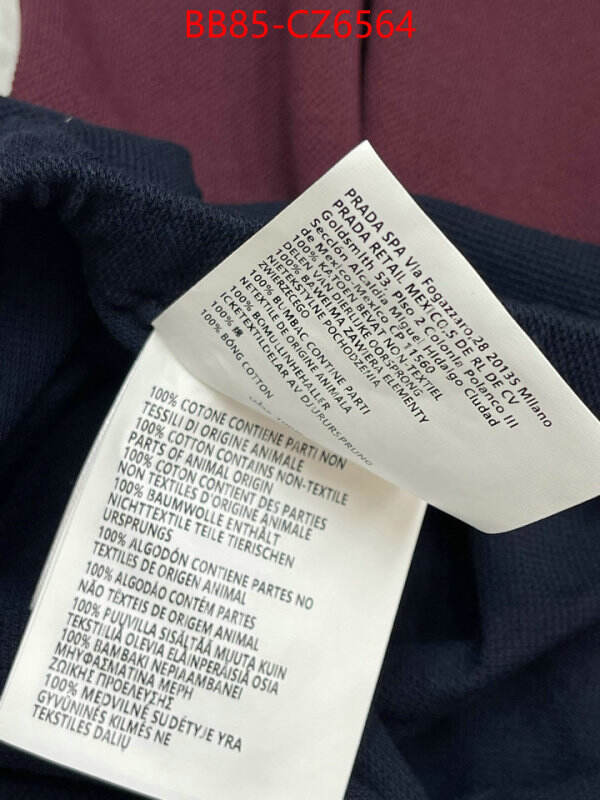 BB85-CZ6564
PRADA SPA Via Fogazzaro,28 20135 Milano
PRADA RETAIL MEXICO,S DE RL DE CV
Goldsmith 53, Piso 2 Colonia Polanco III
Sección Alcaldia Miguel Hidalgo Ciudad
de Mexico-Mexico CP 11560
100% KATOEN BEVAT NON-TEXTIEL
DELEN VAN DIERLIJKE OORSPRONG
100% BAWEŁMA ZAWIERA ELEMENTY
NIETEKSTYLNE POCHODZENIA
ZWIERZECEGO
100% BUMBAC CONTINE PARTI
NETEXTILE DE ORIGINE ANIMALA
100% BOMULLINNEHALLER
ICKETEXTILDELAR AV DJURURSPRUNG
100% 棉
100% BÔNG COTTON
100% COTONE CONTIENE PARTI NON
TESSILI DI ORIGINE ANIMALE
100% COTTON CONTAINS NON-TEXTILE
PARTS OF ANIMAL ORIGIN
100% COTON CONTIENT DES PARTIES
NON TEXTILES D'ORIGINE ANIMALE
100% BAUMWOLLE ENTHÄLT
NICHTTEXTILE TEILE TIERISCHEN
URSPRUNGS
100% ALGODÓN CONTIENE PARTES NO
TEXTILES DE ORIGEN ANIMAL
100% ALGODÃO CONTÉM PARTES
NÃO TÊXTEIS DE ORIGEM ANIMAL
100% PUUVILLA SISÄLTÄÄ MUUTA KUIN
TEKSTIILIÄ OLEVIA ELÄINPERÄISIÄ OSIA
100% ΒΑΜΒΑΚΙ ΠΕΡΙΛΑΜΒΑΝΕΙ
ΜΗ ΥΦΑΣΜΑΤΙΝΑ ΜΕΡΗ
ΖΩΙΚΗΣ ΠΡΟΕΛΕΥΣΗΣ
100% MEDVILNĖ SUDĖTYJE YRA
GYVŪNINĖS KILMĖS NE
TEKSTILĖS DALIŲ